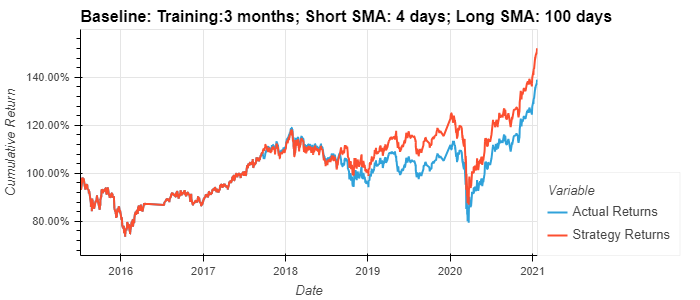 Baseline: Training:3 months; Short SMA: 4 days; Long SMA: 100 days
Cumulative Return
140.00%
120.00%
100.00%
80.00%
2016
2017
2018
2019
2020
2021
Date
Variable
Actual Returns
Strategy Returns